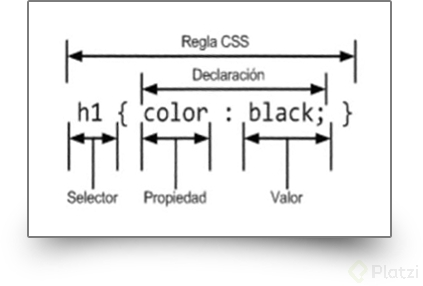 Regla CSS
Declaración
h1 { color : black; }
Selector Propiedad Valor
Platzi